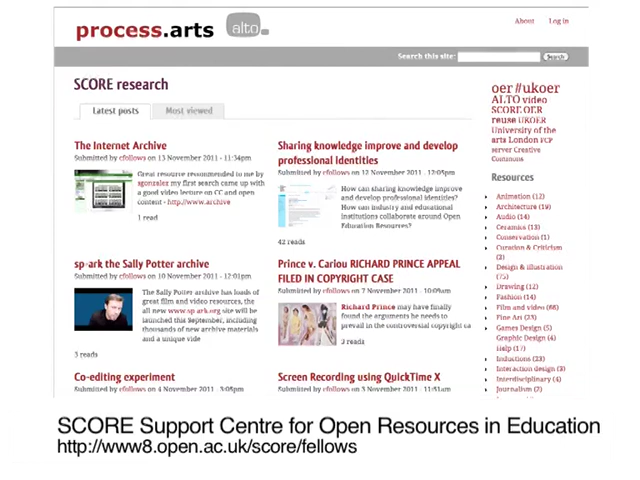 process.arts alto
About Log in
Search this site: Search
SCORE research
Latest posts Most viewed
The Internet Archive
Submitted by cfollows on 13 November 2011 - 11:34pm
Great resource recommended to me by
agonzalez my first search came up with
a good video lecture on CC and open
content - http://www.archive
1 read
Sharing knowledge improve and develop
professional identities
Submitted by cfollows on 12 November 2011 - 12:05pm
How can sharing knowledge improve
and develop professional identities?
How can industry and educational
institutions collaborate around Open
Education Resources?
42 reads
sp-ark the Sally Potter archive
Submitted by cfollows on 10 November 2011 - 12:01pm
The Sally Potter archive has loads of
great film and video resources, the
all new www.sp-ark.org site will be
launched this September, including
thousands of new archive materials
and a unique vide
3 reads
Prince v. Cariou RICHARD PRINCE APPEAL
FILED IN COPYRIGHT CASE
Submitted by cfollows on 7 November 2011 - 10:05am
Richard Prince may have finally
found the arguments he needs to
prevail in the controversial copyright ca
3 reads
Co-editing experiment
Submitted by cfollows on 4 November 2011 - 3:05pm
Screen Recording using QuickTime X
Submitted by cfollows on 3 November 2011 - 11:51am
oer #ukoer
ALTO video
SCORE OER
reuse UKOER
University of the
arts London FCP
server Creative
Commons
Resources
Animation (12)
Architecture (19)
Audio (14)
Ceramics (13)
Conservation (1)
Curation & Criticism
(2)
Design & illustration
(75)
Drawing (12)
Fashion (14)
Film and video (66)
Fine Art (23)
Games Design (5)
Graphic Design (4)
Help (17)
Inductions (23)
Interaction design (3)
Interdisciplinary (4)
Journalism (7)
SCORE Support Centre for Open Resources in Education
http://www8.open.ac.uk/score/fellows